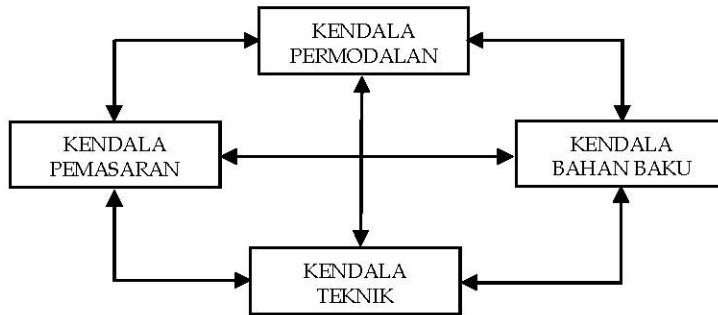 KENDALA
PERMODALAN
KENDALA
PEMASARAN
KENDALA
BAHAN BAKU
KENDALA
TEKNIK